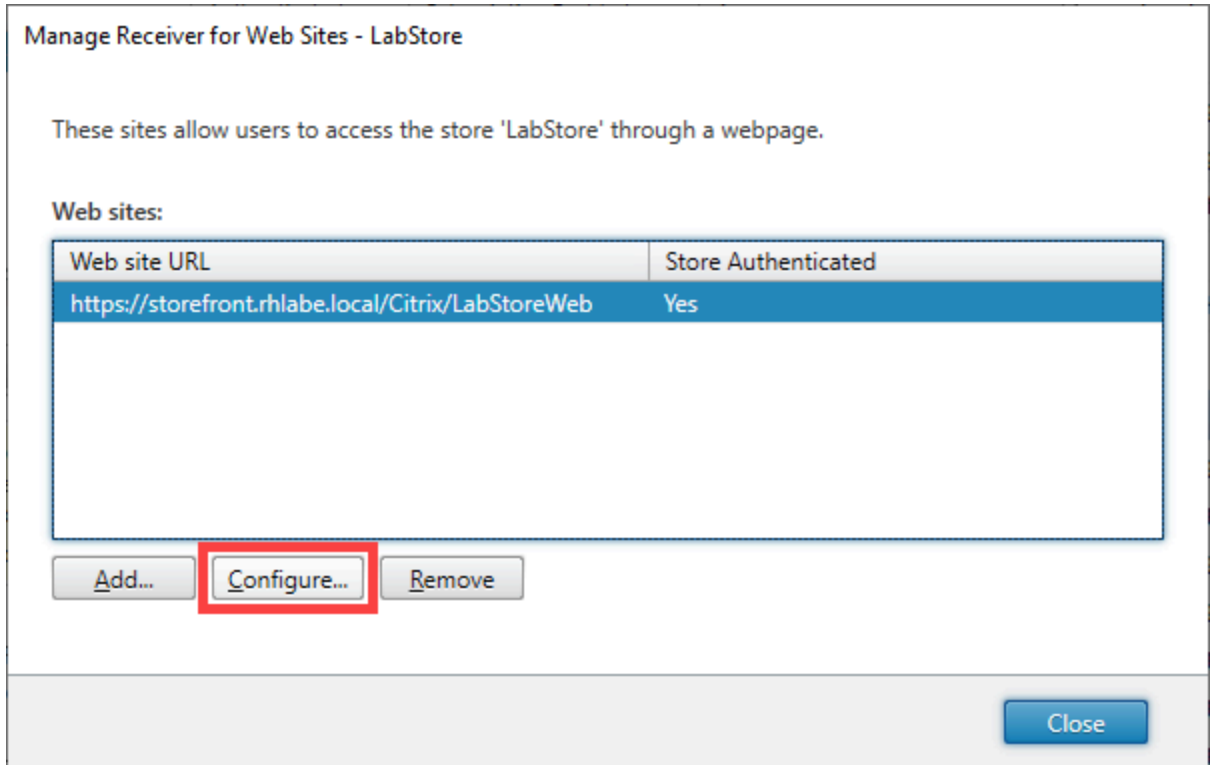 Manage Receiver for Web Sites - LabStore
These sites allow users to access the store 'LabStore' through a webpage.
Web sites:
Web site URL Store Authenticated
https://storefront.rhlabe.local/Citrix/LabStoreWeb Yes
Add... Configure... Remove
Close